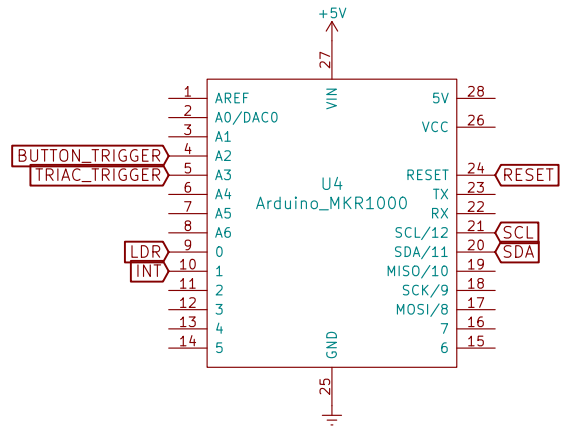 +5V
27
VIN
1 AREF 5V 28
2 A0/DAC0
3 A1 VCC 26
BUTTON_TRIGGER 4 A2
TRIAC_TRIGGER 5 A3 RESET 24 RESET
6 A4 TX 23
7 A5 RX 22
8 A6 SCL/12 21 SCL
LDR 9 0 SDA/11 20 SDA
INT 10 1 MISO/10 19
11 2 SCK/9 18
12 3 MOSI/8 17
13 4 7 16
14 5 6 15
U4
Arduino_MKR1000
GND
25